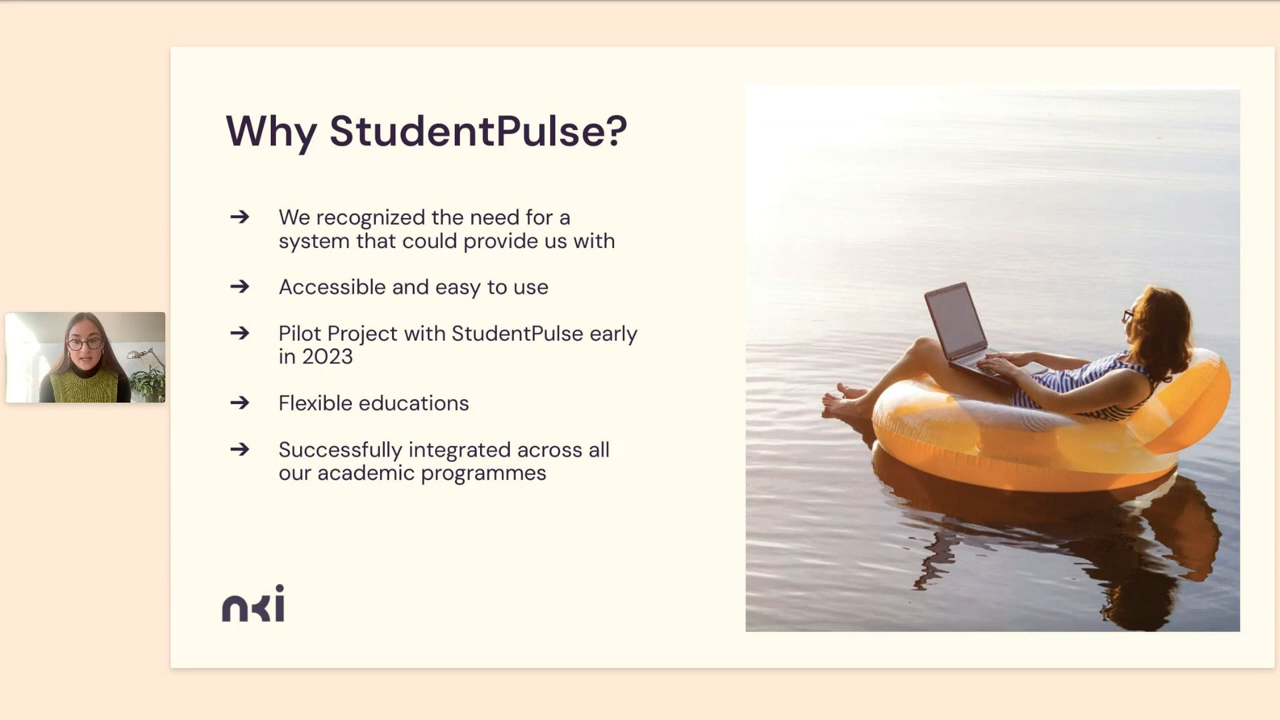 Why StudentPulse?
➔ We recognized the need for a
system that could provide us with
➔ Accessible and easy to use
➔ Pilot Project with StudentPulse early
in 2023
➔ Flexible educations
➔ Successfully integrated across all
our academic programmes
nki